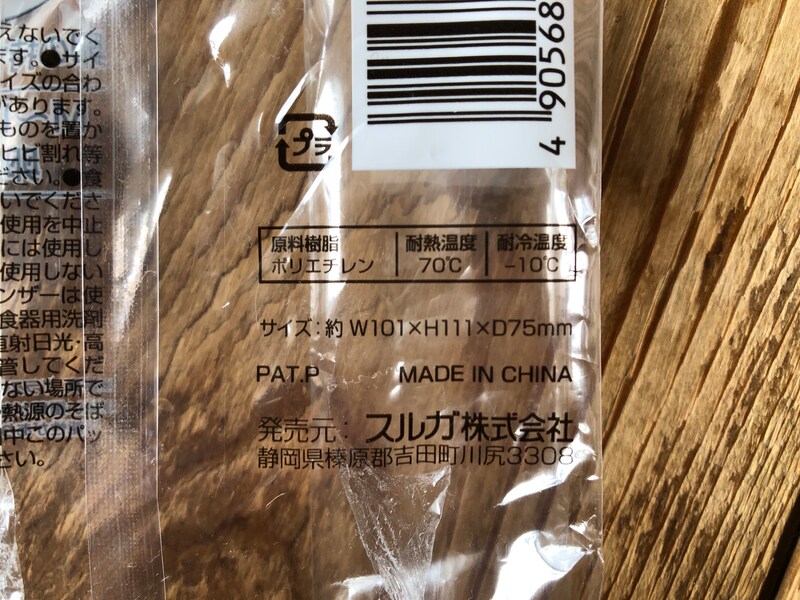 えないでく
ます。●サイ
イズの合わ
があります。
ものを置か
ヒビ割れ等
ださい。●食
いでくださ
使用を中止
には使用し
使用しない
ンザーは使
食器用洗剤
直射日光・高
管してくだ
ない場所で
熱源のそば
中このパッ
さい。
4 90568
プラ
原料樹脂 耐熱温度 耐冷温度
ポリエチレン 70℃ -10℃
サイズ：約 W101×H111×D75mm
PAT.P MADE IN CHINA
発売元：スルガ株式会社
静岡県榛原郡吉田町川尻3308